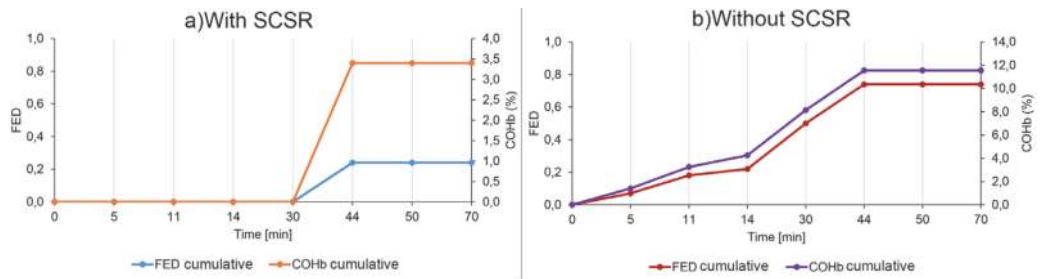 a)With SCSR
1,0
0,8
0,6
0,4
0,2
0,0
FED
4,0
3,5
3,0
2,5
2,0
1,5
1,0
0,5
0,0
COHb (%)
0 5 11 14 30 44 50 70
Time [min]
FED cumulative COHb cumulative
b)Without SCSR
1,0
0,8
0,6
0,4
0,2
0,0
FED
14,0
12,0
10,0
8,0
6,0
4,0
2,0
0,0
COHb (%)
0 5 11 14 30 44 50 70
Time [min]
FED cumulative COHb cumulative